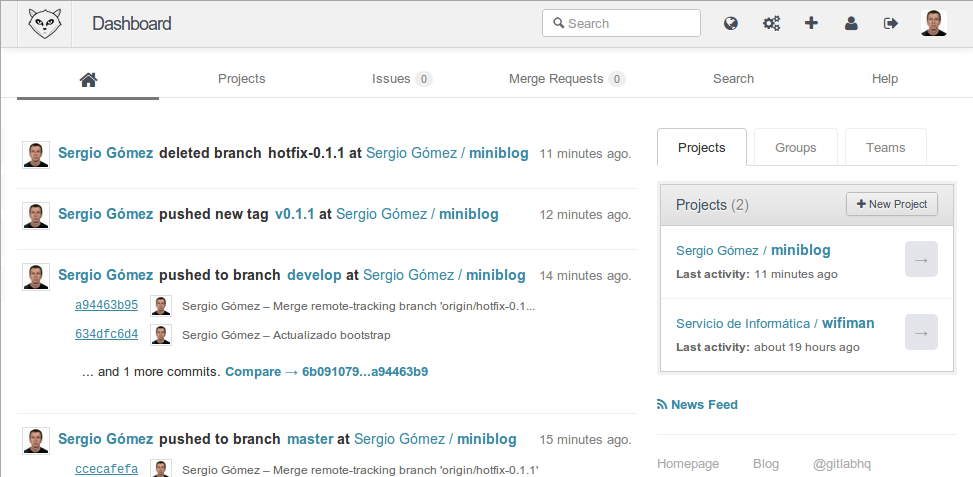 Dashboard
Search
Projects
Issues 0
Merge Requests 0
Search
Help
Sergio Gómez deleted branch hotfix-0.1.1 at Sergio Gómez / miniblog 11 minutes ago.
Sergio Gómez pushed new tag v0.1.1 at Sergio Gómez / miniblog 12 minutes ago.
Sergio Gómez pushed to branch develop at Sergio Gómez / miniblog 14 minutes ago.
a94463b95 Sergio Gómez – Merge remote-tracking branch 'origin/hotfix-0.1...
634dfc6d4 Sergio Gómez – Actualizado bootstrap
... and 1 more commits. Compare → 6b091079...a94463b9
Sergio Gómez pushed to branch master at Sergio Gómez / miniblog 15 minutes ago.
ccecafefa Sergio Gómez – Merge remote-tracking branch 'origin/hotfix-0.1.1'
Projects
Groups
Teams
Projects (2)
+ New Project
Sergio Gómez / miniblog
Last activity: 11 minutes ago
→
Servicio de Informática / wifiman
Last activity: about 19 hours ago
→
News Feed
Homepage
Blog
@gitlabhq